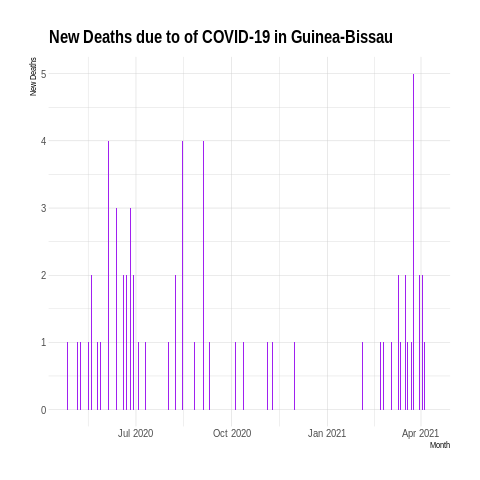 New Deaths due to of COVID-19 in Guinea-Bissau
New Deaths
5
4
3
2
1
0
Jul 2020 Oct 2020 Jan 2021 Apr 2021
Month